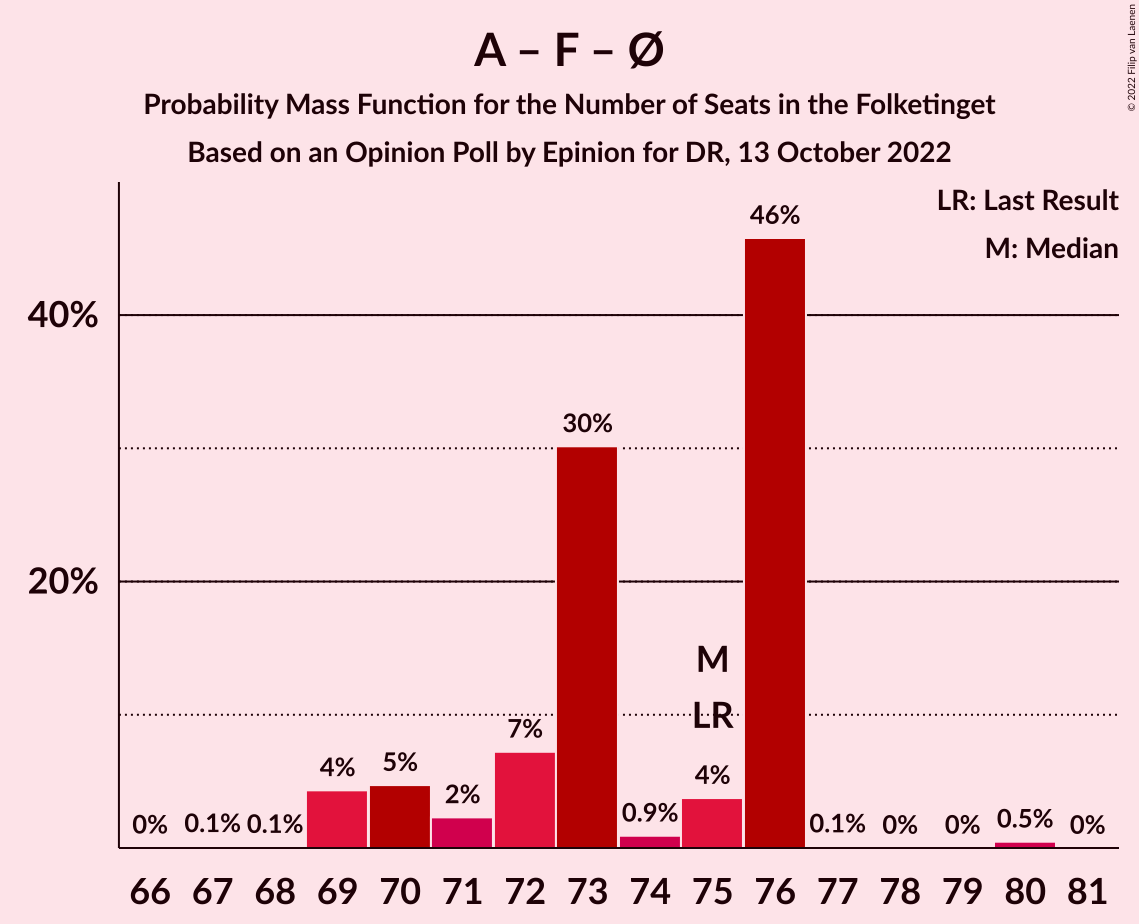 A – F – Ø
Probability Mass Function for the Number of Seats in the Folketinget
Based on an Opinion Poll by Epinion for DR, 13 October 2022
© 2022 Filip van Laenen
LR: Last Result
M: Median
40%
20%
0%
0.1%
0.1%
4%
5%
2%
7%
30%
0.9%
M
LR
4%
46%
0.1%
0%
0%
0.5%
0%
66 67 68 69 70 71 72 73 74 75 76 77 78 79 80 81